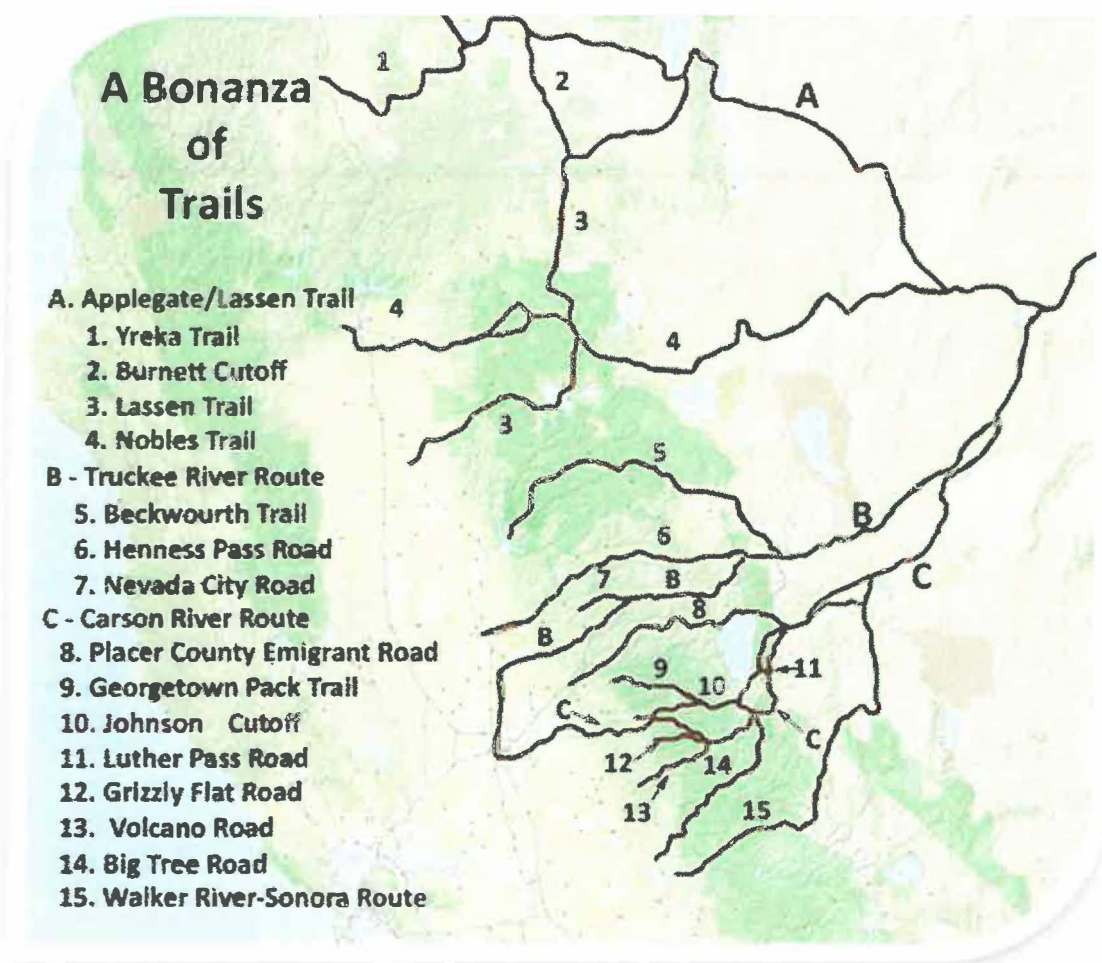 A Bonanza
of
Trails
A. Applegate/Lassen Trail
1. Yreka Trail
2. Burnett Cutoff
3. Lassen Trail
4. Nobles Trail
B - Truckee River Route
5. Beckwourth Trail
6. Henness Pass Road
7. Nevada City Road
C - Carson River Route
8. Placer County Emigrant Road
9. Georgetown Pack Trail
10. Johnson Cutoff
11. Luther Pass Road
12. Grizzly Flat Road
13. Volcano Road
14. Big Tree Road
15. Walker River-Sonora Route
1
2
A
3
4
4
3
5
B
6
C
7
B
8
B
9
10
11
C
C
12
14
13
15